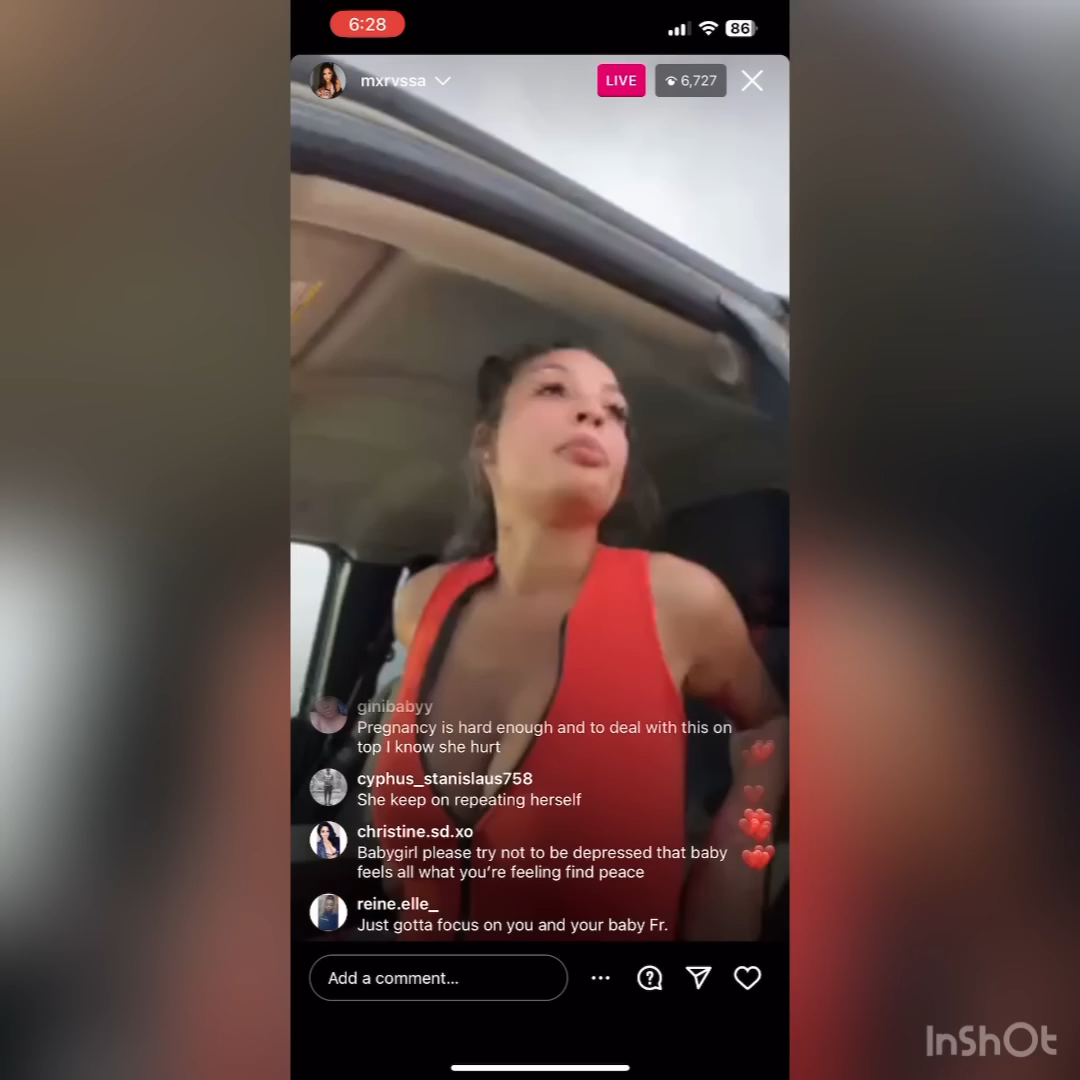 6:28
86
mxrvssa
LIVE
6,727
ginibabyy
Pregnancy is hard enough and to deal with this on
top I know she hurt
cyphus_stanislaus758
She keep on repeating herself
christine.sd.xo
Babygirl please try not to be depressed that baby
feels all what you’re feeling find peace
reine.elle_
Just gotta focus on you and your baby Fr.
Add a comment...
InShOt